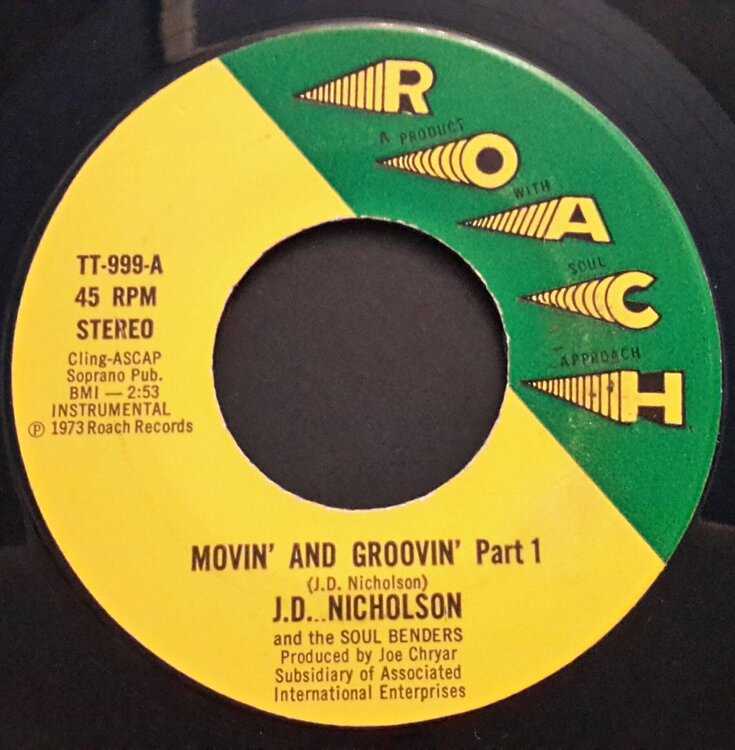 R
A PRODUCT
O
WITH
A
SOUL
C
APPROACH
H
TT-999-A
45 RPM
STEREO
Cling-ASCAP
Soprano Pub.
BMI — 2:53
INSTRUMENTAL
℗ 1973 Roach Records
MOVIN' AND GROOVIN' Part 1
(J.D. Nicholson)
J.D...NICHOLSON
and the SOUL BENDERS
Produced by Joe Chryar
Subsidiary of Associated
International Enterprises